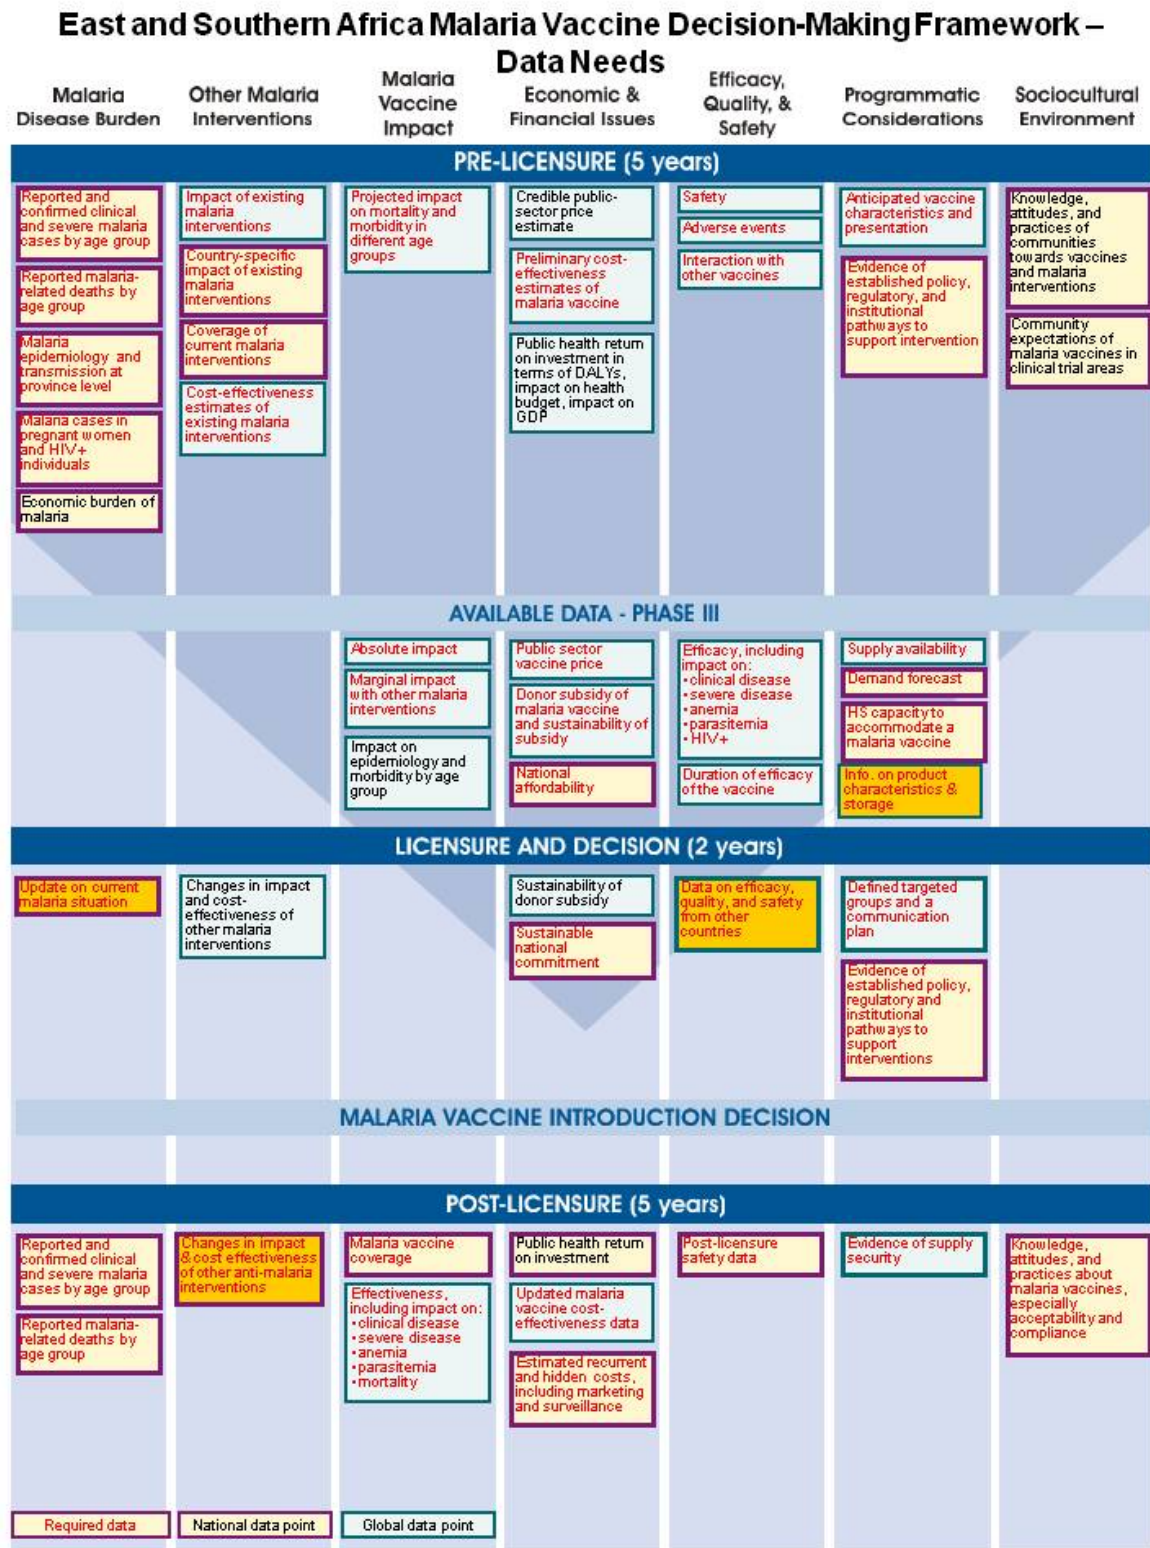 East and Southern Africa Malaria Vaccine Decision-Making Framework –
Data Needs
Malaria
Disease Burden
Other Malaria
Interventions
Malaria
Vaccine
Impact
Economic &
Financial Issues
Efficacy,
Quality, &
Safety
Programmatic
Considerations
Sociocultural
Environment
PRE-LICENSURE (5 years)
Reported and
confirmed clinical
and severe malaria
cases by age group
Reported malaria-
related deaths by
age group
Malaria
epidemiology and
transmission at
province level
Malaria cases in
pregnant women
and HIV+
individuals
Economic burden of
malaria
Impact of existing
malaria
interventions
Country-specific
impact of existing
malaria
interventions
Coverage of
current malaria
interventions
Cost-effectiveness
estimates of
existing malaria
interventions
Projected impact
on mortality and
morbidity in
different age
groups
Credible public-
sector price
estimate
Preliminary cost-
effectiveness
estimates of
malaria vaccine
Public health return
on investment in
terms of DALYs,
impact on health
budget, impact on
GDP
Safety
Adverse events
Interaction with
other vaccines
Anticipated vaccine
characteristics and
presentation
Evidence of
established policy,
regulatory, and
institutional
pathways to
support intervention
Knowledge,
attitudes, and
practices of
communities
towards vaccines
and malaria
interventions
Community
expectations of
malaria vaccines in
clinical trial areas
AVAILABLE DATA - PHASE III
Absolute impact
Marginal impact
with other malaria
interventions
Impact on
epidemiology and
morbidity by age
group
Public sector
vaccine price
Donor subsidy of
malaria vaccine
and sustainability of
subsidy
National
affordability
Efficacy, including
impact on:
•clinical disease
•severe disease
•anemia
•parasitemia
•HIV+
Duration of efficacy
of the vaccine
Supply availability
Demand forecast
HS capacity to
accommodate a
malaria vaccine
Info. on product
characteristics &
storage
LICENSURE AND DECISION (2 years)
Update on current
malaria situation
Changes in impact
and cost-
effectiveness of
other malaria
interventions
Sustainability of
donor subsidy
Sustainable
national
commitment
Data on efficacy,
quality, and safety
from other
countries
Defined targeted
groups and a
communication
plan
Evidence of
established policy,
regulatory and
institutional
pathways to
support
interventions
MALARIA VACCINE INTRODUCTION DECISION
POST-LICENSURE (5 years)
Reported and
confirmed clinical
and severe malaria
cases by age group
Reported malaria-
related deaths by
age group
Changes in impact
& cost effectiveness
of other anti-malaria
interventions
Malaria vaccine
coverage
Effectiveness,
including impact on:
•clinical disease
•severe disease
•anemia
•parasitemia
•mortality
Public health return
on investment
Updated malaria
vaccine cost-
effectiveness data
Estimated recurrent
and hidden costs,
including marketing
and surveillance
Post-licensure
safety data
Evidence of supply
security
Knowledge,
attitudes, and
practices about
malaria vaccines,
especially
acceptability and
compliance
Required data
National data point
Global data point